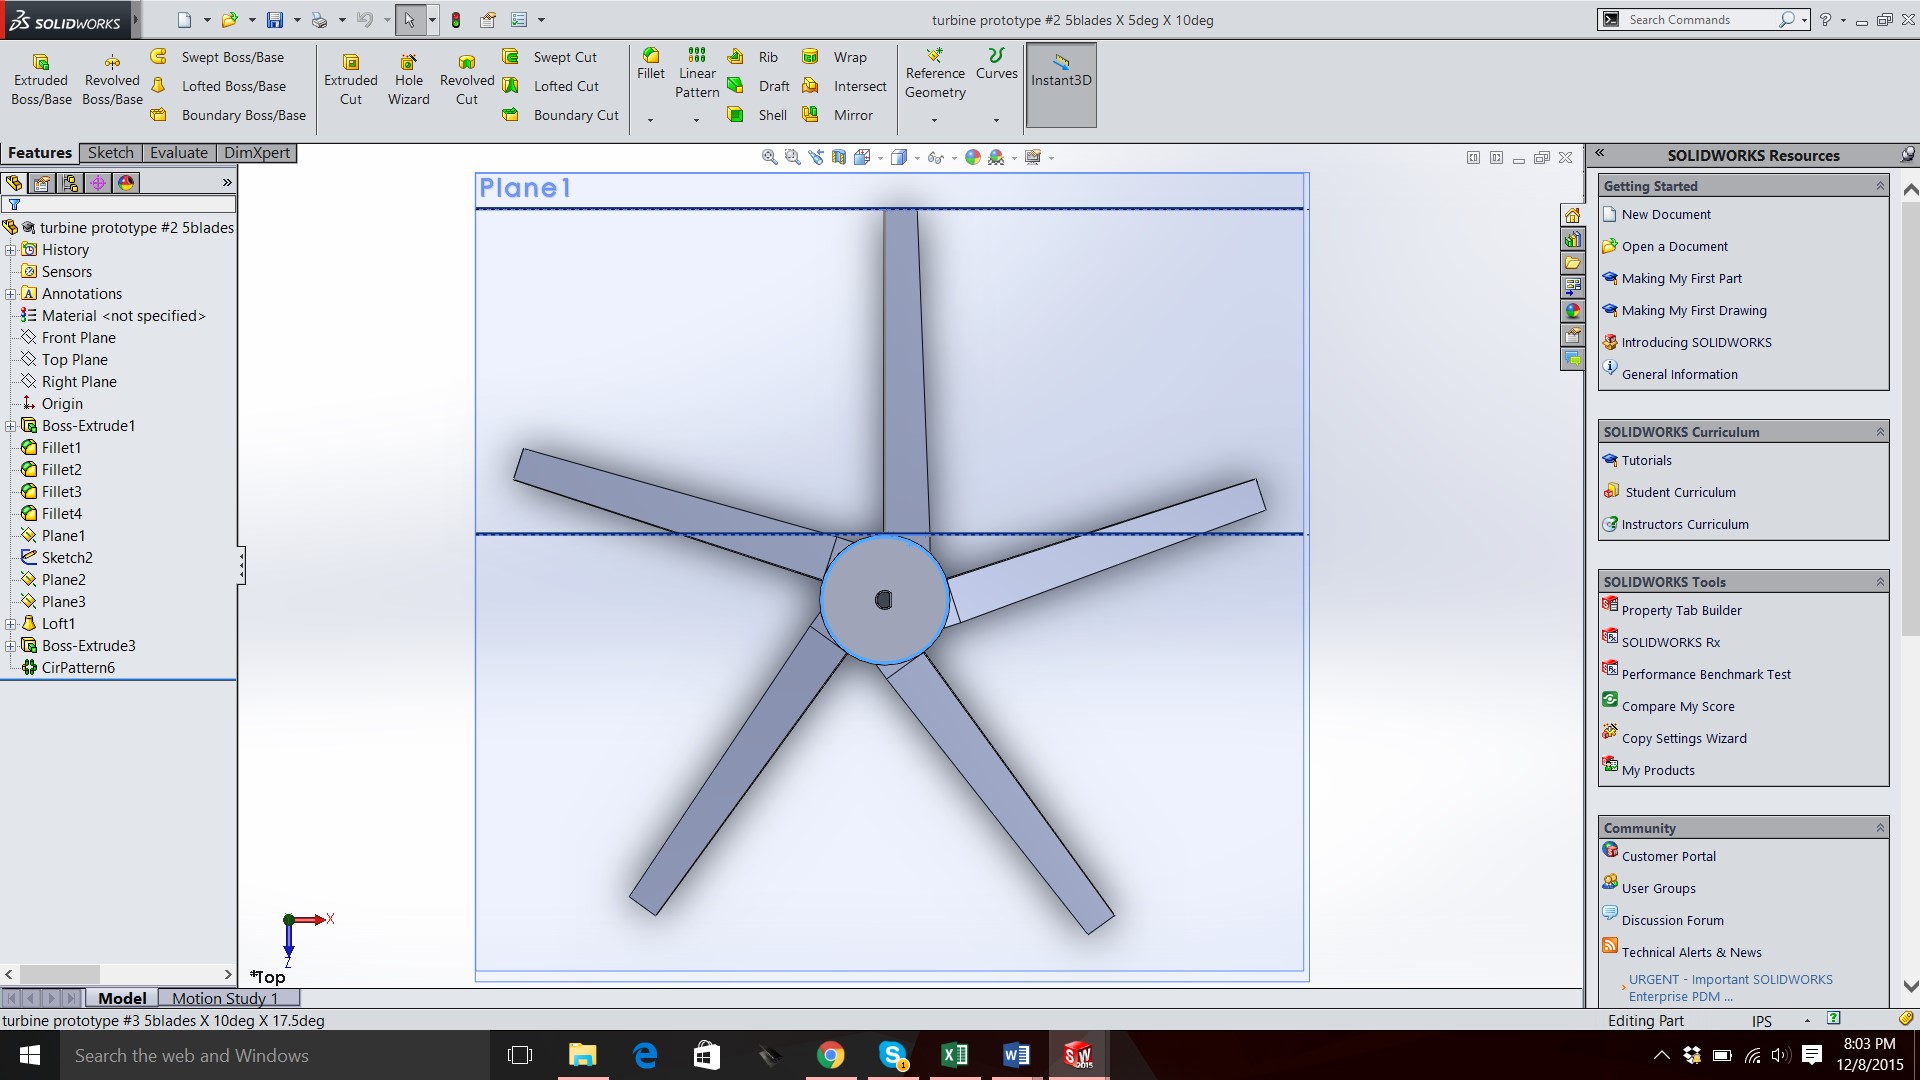 SOLIDWORKS
turbine prototype #2 5blades X 5deg X 10deg
Search Commands
Extruded Boss/Base
Revolved Boss/Base
Swept Boss/Base
Lofted Boss/Base
Boundary Boss/Base
Extruded Cut
Hole Wizard
Revolved Cut
Swept Cut
Lofted Cut
Boundary Cut
Fillet
Linear Pattern
Rib
Draft
Shell
Wrap
Intersect
Mirror
Reference Geometry
Curves
Instant3D
Features
Sketch
Evaluate
DimXpert
turbine prototype #2 5blades
History
Sensors
Annotations
Material <not specified>
Front Plane
Top Plane
Right Plane
Origin
Boss-Extrude1
Fillet1
Fillet2
Fillet3
Fillet4
Plane1
Sketch2
Plane2
Plane3
Loft1
Boss-Extrude3
CirPattern6
Plane1
X
Z
*Top
SOLIDWORKS Resources
Getting Started
New Document
Open a Document
Making My First Part
Making My First Drawing
Introducing SOLIDWORKS
General Information
SOLIDWORKS Curriculum
Tutorials
Student Curriculum
Instructors Curriculum
SOLIDWORKS Tools
Property Tab Builder
SOLIDWORKS Rx
Performance Benchmark Test
Compare My Score
Copy Settings Wizard
My Products
Community
Customer Portal
User Groups
Discussion Forum
Technical Alerts & News
URGENT - Important SOLIDWORKS
Enterprise PDM ...
Model
Motion Study 1
turbine prototype #3 5blades X 10deg X 17.5deg
Editing Part
IPS
Search the web and Windows
8:03 PM
12/8/2015